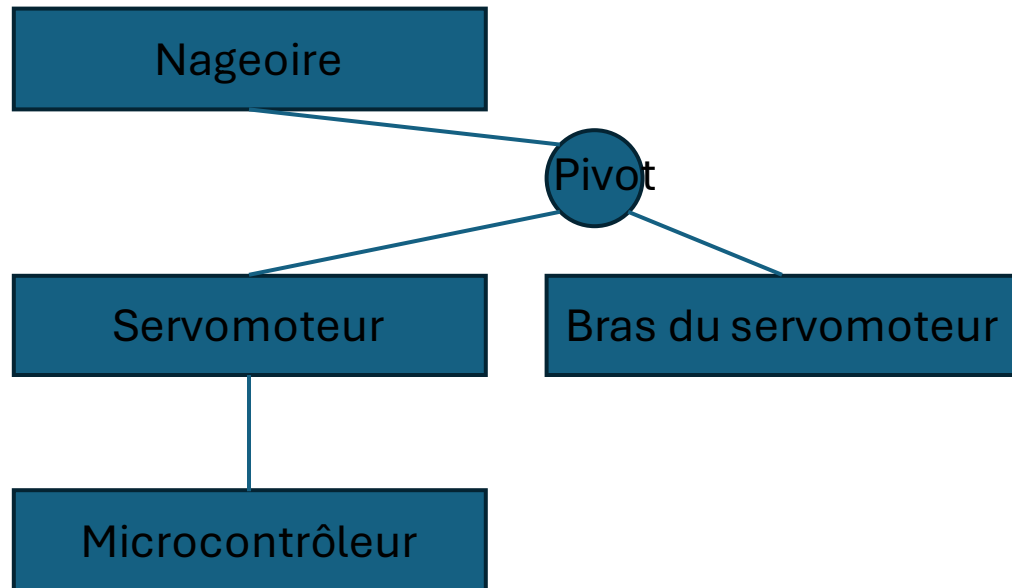 Nageoire
Pivot
Servomoteur
Bras du servomoteur
Microcontrôleur